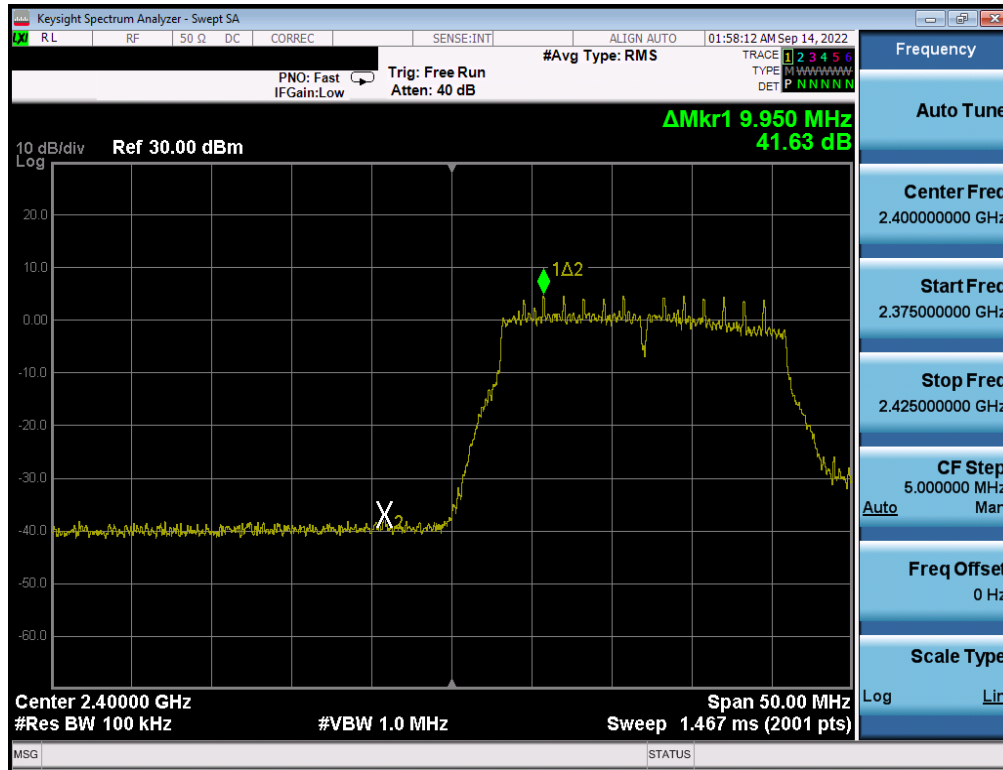 Keysight Spectrum Analyzer - Swept SA
LXI RL RF 50 Ω DC CORREC SENSE:INT ALIGN AUTO 01:58:12 AM Sep 14, 2022
#Avg Type: RMS
TRACE 1 2 3 4 5 6
PNO: Fast Trig: Free Run
TYPE M W W W W W
IFGain:Low Atten: 40 dB
DET P N N N N N
ΔMkr1 9.950 MHz
41.63 dB
10 dB/div Ref 30.00 dBm
Log
20.0
10.0
1Δ2
0.00
-10.0
-20.0
-30.0
X2
-40.0
-50.0
-60.0
Center 2.40000 GHz Span 50.00 MHz
#Res BW 100 kHz #VBW 1.0 MHz Sweep 1.467 ms (2001 pts)
MSG STATUS
Frequency
Auto Tune
Center Freq
2.400000000 GHz
Start Freq
2.375000000 GHz
Stop Freq
2.425000000 GHz
CF Step
5.000000 MHz
Auto Man
Freq Offset
0 Hz
Scale Type
Log Lin